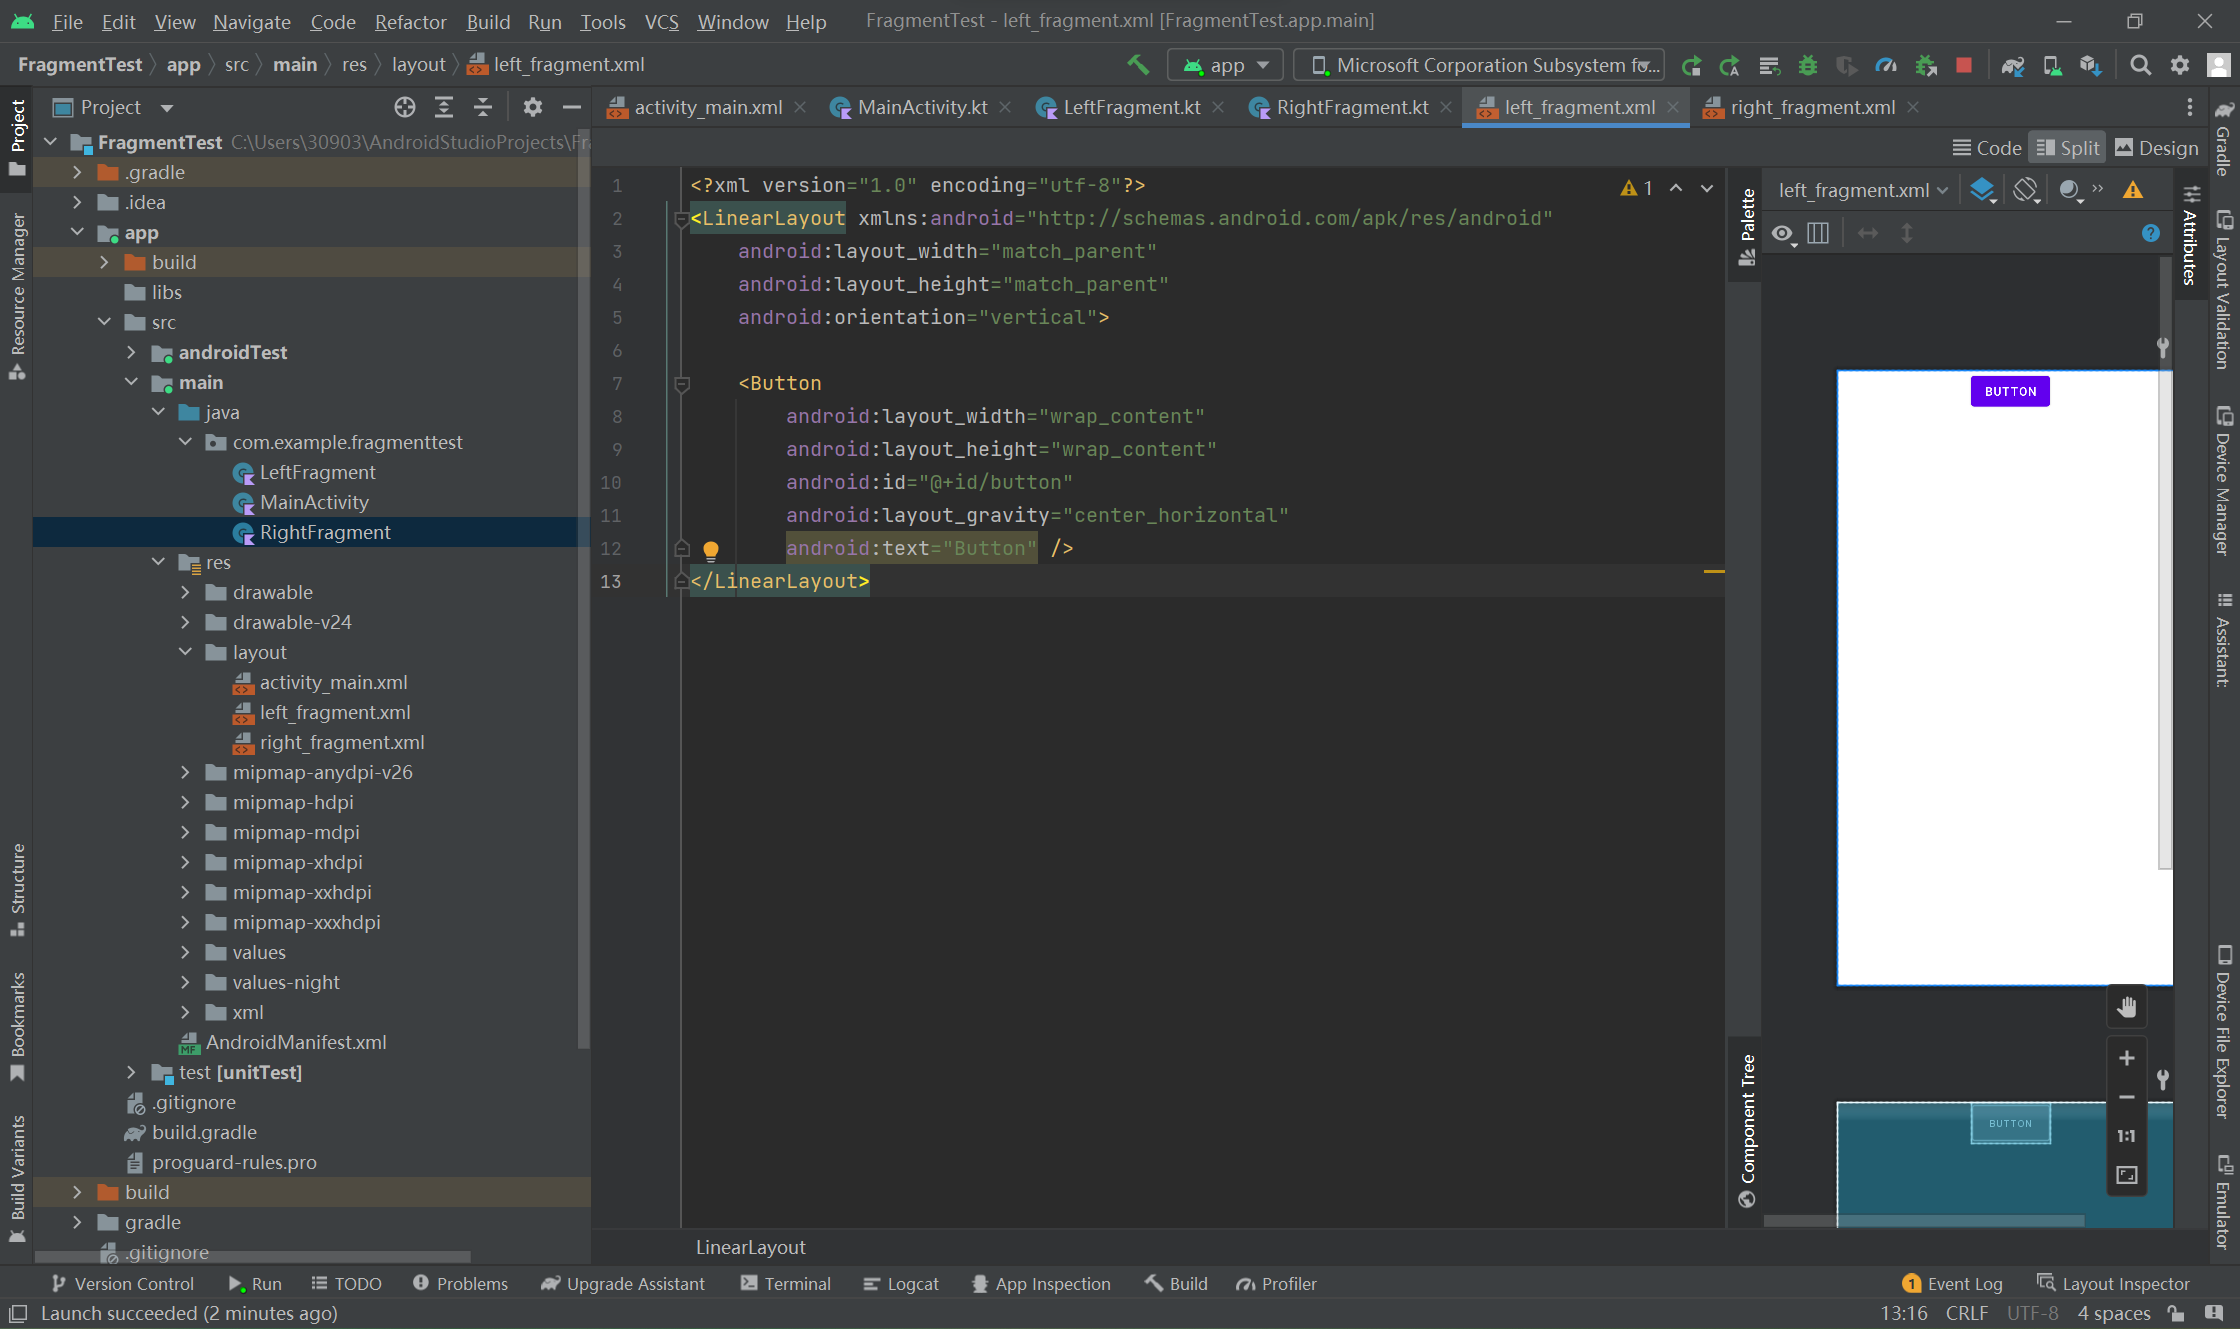 File Edit View Navigate Code Refactor Build Run Tools VCS Window Help FragmentTest - left_fragment.xml [FragmentTest.app.main]
FragmentTest app src main res layout left_fragment.xml
app Microsoft Corporation Subsystem fo...
Project
activity_main.xml MainActivity.kt LeftFragment.kt RightFragment.kt left_fragment.xml right_fragment.xml
Code Split Design
Project
Resource Manager
Structure
Bookmarks
Build Variants
FragmentTest C:\Users\30903\AndroidStudioProjects\Fr
.gradle
.idea
app
build
libs
src
androidTest
main
java
com.example.fragmenttest
LeftFragment
MainActivity
RightFragment
res
drawable
drawable-v24
layout
activity_main.xml
left_fragment.xml
right_fragment.xml
mipmap-anydpi-v26
mipmap-hdpi
mipmap-mdpi
mipmap-xhdpi
mipmap-xxhdpi
mipmap-xxxhdpi
values
values-night
xml
AndroidManifest.xml
test [unitTest]
.gitignore
build.gradle
proguard-rules.pro
build
gradle
.gitignore
1 <?xml version="1.0" encoding="utf-8"?>
2 <LinearLayout xmlns:android="http://schemas.android.com/apk/res/android"
3 android:layout_width="match_parent"
4 android:layout_height="match_parent"
5 android:orientation="vertical">
6
7 <Button
8 android:layout_width="wrap_content"
9 android:layout_height="wrap_content"
10 android:id="@+id/button"
11 android:layout_gravity="center_horizontal"
12 android:text="Button" />
13 </LinearLayout>
1
LinearLayout
Palette
Component Tree
left_fragment.xml
BUTTON
BUTTON
1:1
Attributes
Gradle
Layout Validation
Device Manager
Assistant:
Device File Explorer
Emulator
Version Control Run TODO Problems Upgrade Assistant Terminal Logcat App Inspection Build Profiler 1 Event Log Layout Inspector
Launch succeeded (2 minutes ago) 13:16 CRLF UTF-8 4 spaces